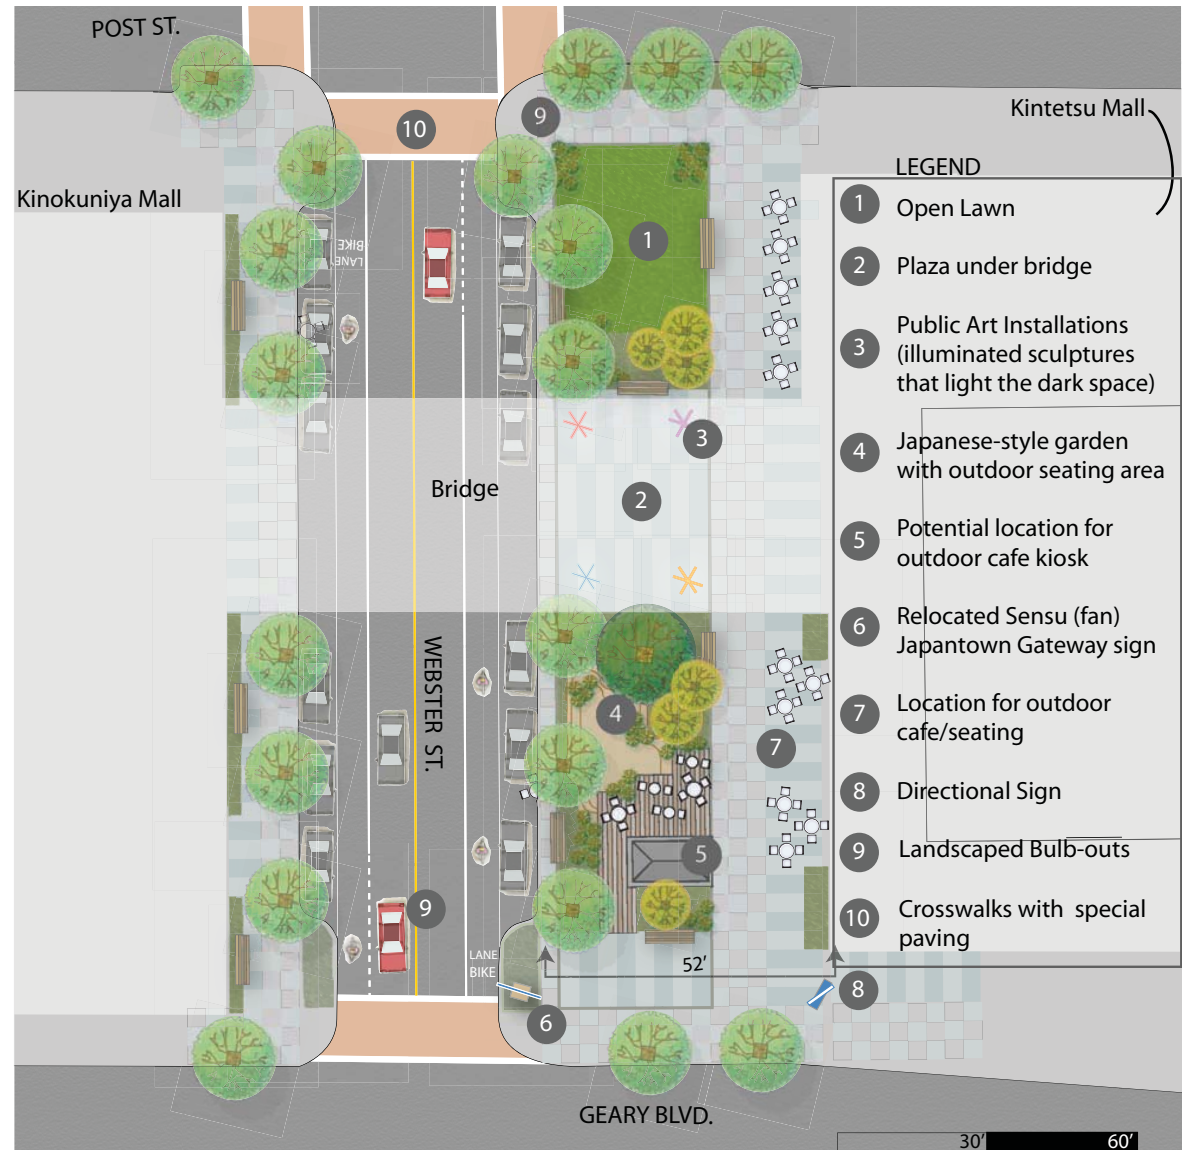 POST ST.
10
9
Kintetsu Mall
Kinokuniya Mall
LEGEND
1 Open Lawn
2 Plaza under bridge
3 Public Art Installations
(illuminated sculptures
that light the dark space)
4 Japanese-style garden
with outdoor seating area
5 Potential location for
outdoor cafe kiosk
6 Relocated Sensu (fan)
Japantown Gateway sign
7 Location for outdoor
cafe/seating
8 Directional Sign
9 Landscaped Bulb-outs
10 Crosswalks with special
paving
LANE
BIKE
1
3
Bridge
2
WEBSTER ST.
4
7
5
9
LANE
BIKE
52'
6
8
GEARY BLVD.
30'
60'